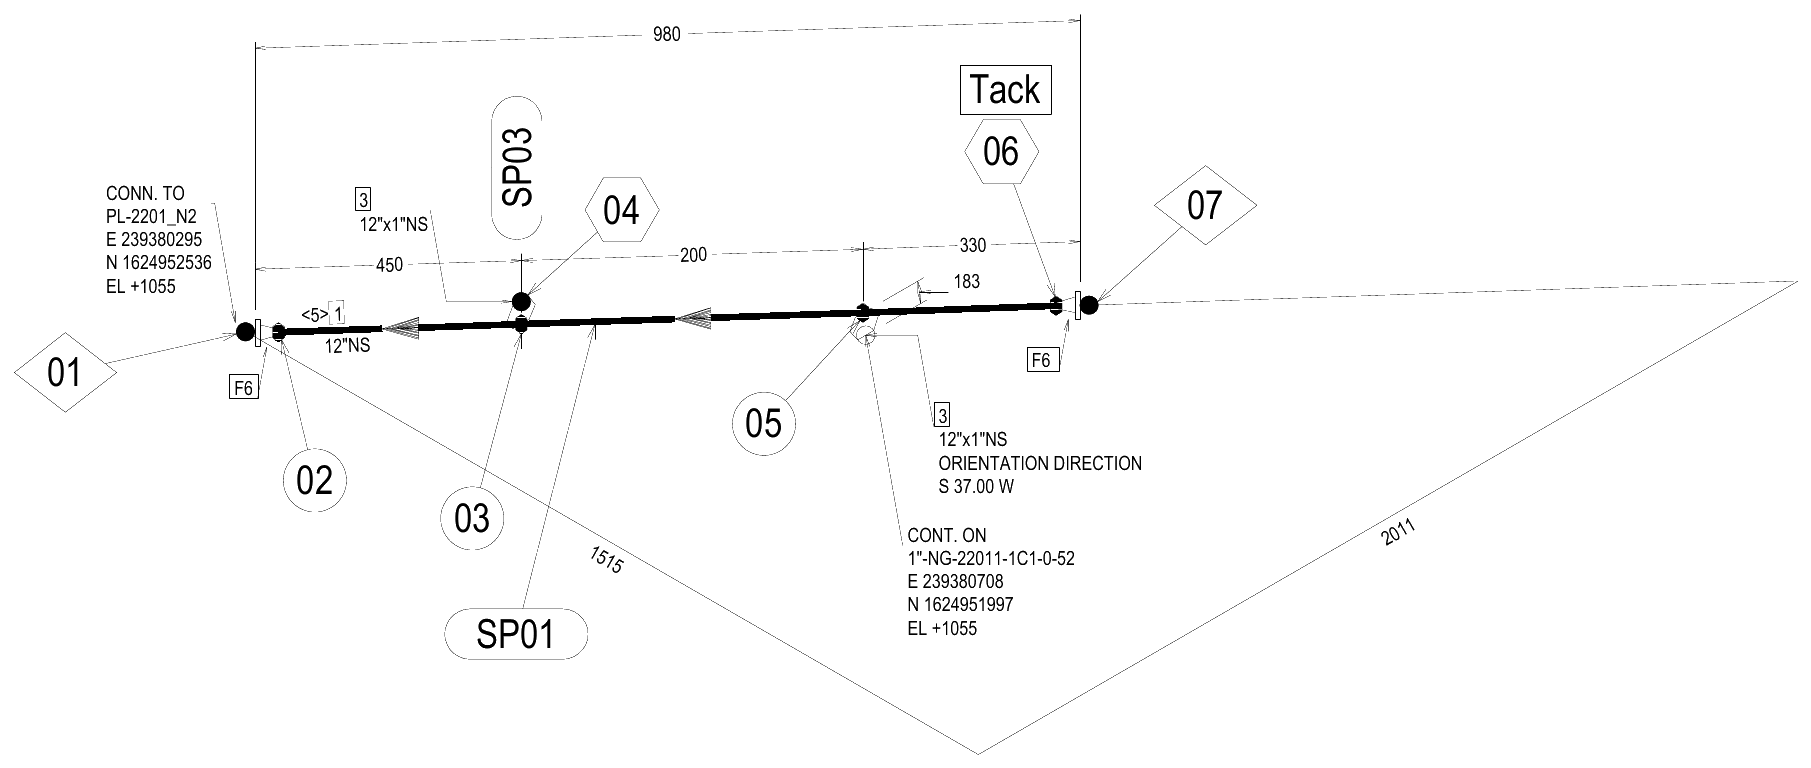 980
Tack
06
SP03
04
07
CONN. TO
PL-2201_N2
E 239380295
N 1624952536
EL +1055
3
12"x1"NS
450
200
330
183
<5> 1
12"NS
01
F6
F6
02
03
05
3
12"x1"NS
ORIENTATION DIRECTION
S 37.00 W
CONT. ON
1"-NG-22011-1C1-0-52
E 239380708
N 1624951997
EL +1055
1515
2011
SP01